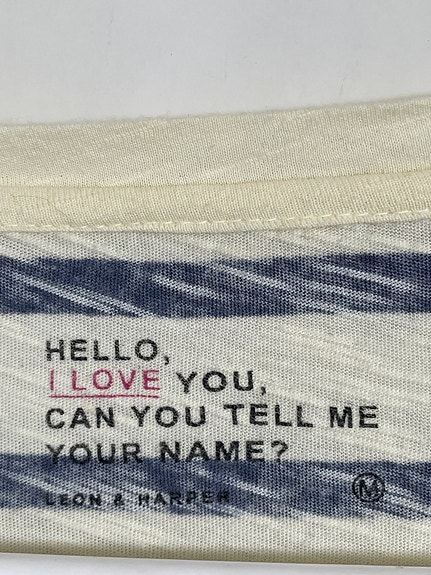 HELLO,
I LOVE YOU,
CAN YOU TELL ME
YOUR NAME?
LEON & HARPER
M